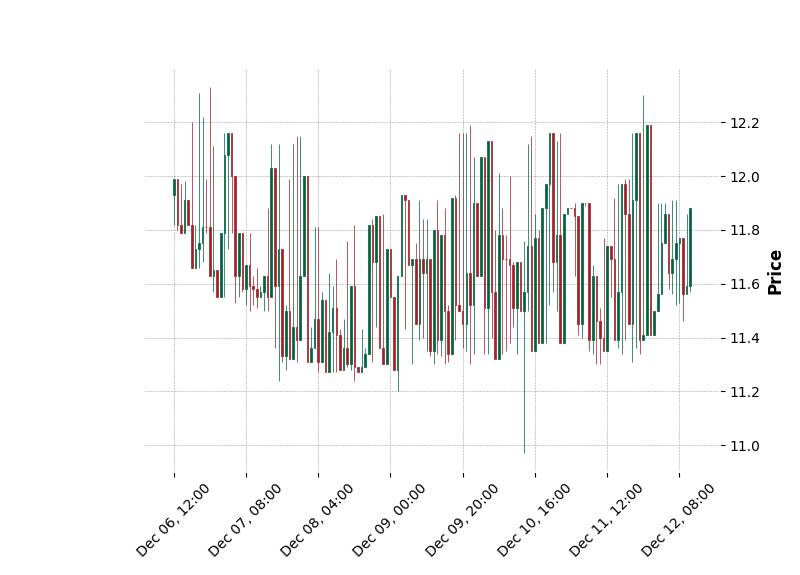 12.2
12.0
11.8
11.6
11.4
11.2
11.0
Price
Dec 06, 12:00
Dec 07, 08:00
Dec 08, 04:00
Dec 09, 00:00
Dec 09, 20:00
Dec 10, 16:00
Dec 11, 12:00
Dec 12, 08:00